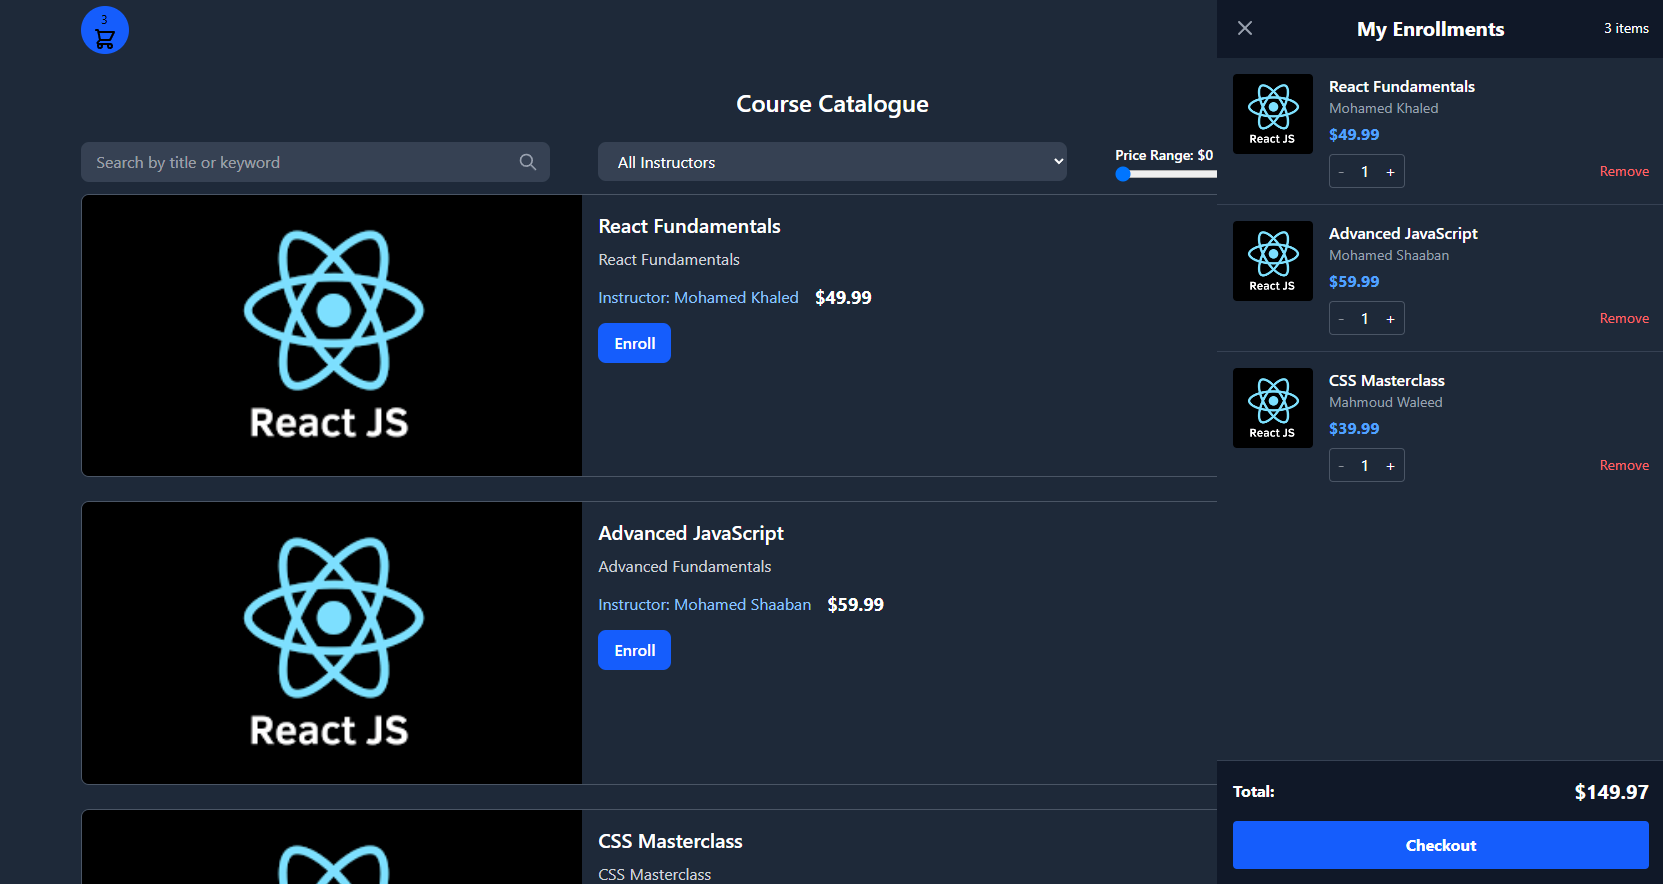 3
Course Catalogue
Search by title or keyword
All Instructors
Price Range: $0
React JS
React Fundamentals
React Fundamentals
Instructor: Mohamed Khaled $49.99
Enroll
React JS
Advanced JavaScript
Advanced Fundamentals
Instructor: Mohamed Shaaban $59.99
Enroll
CSS Masterclass
CSS Masterclass
My Enrollments
3 items
React JS
React Fundamentals
Mohamed Khaled
$49.99
- 1 +
Remove
React JS
Advanced JavaScript
Mohamed Shaaban
$59.99
- 1 +
Remove
React JS
CSS Masterclass
Mahmoud Waleed
$39.99
- 1 +
Remove
Total: $149.97
Checkout